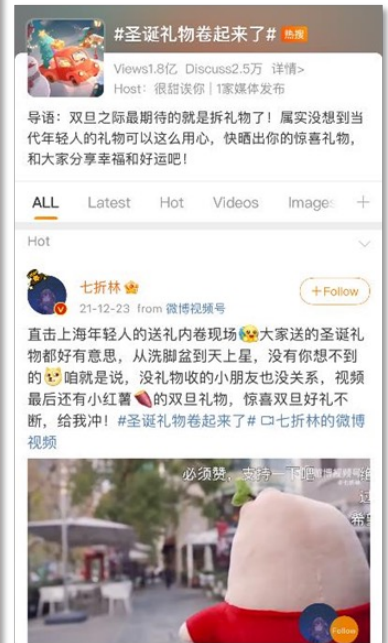 #圣诞礼物卷起来了# 热搜
Views1.8亿 Discuss2.5万 详情>
Host: 很甜诶你 | 1家媒体发布
导语：双旦之际最期待的就是拆礼物了！属实没想到当
代年轻人的礼物可以这么用心，快晒出你的惊喜礼物，
和大家分享幸福和好运吧！
ALL Latest Hot Videos Images
Hot
七折林
+Follow
21-12-23 from 微博视频号
直击上海年轻人的送礼内卷现场大家送的圣诞礼
物都好有意思，从洗脚盆到天上星，没有你想不到
的咱就是说，没礼物收的小朋友也没关系，视频
最后还有小红薯的双旦礼物，惊喜双旦好礼不
断，给我冲！#圣诞礼物卷起来了# 七折林的微博
视频
必须赞，支持一下吧
Follow